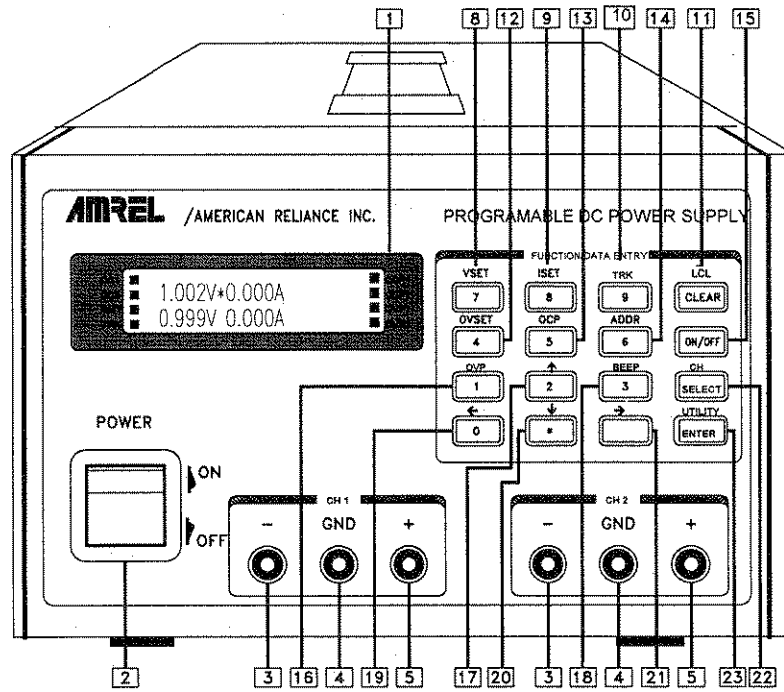 1 8 12 9 13 10 14 11 15
AMREL /AMERICAN RELIANCE INC. PROGRAMABLE DC POWER SUPPLY
FUNCTION/DATA ENTRY
VSET ISET TRK LCL
7 8 9 CLEAR
1.002V*0.000A
0.999V 0.000A
OVSET OCP ADDR
4 5 6 ON/OFF
OVP ↑ BEEP CH
1 2 3 SELECT
← ↓ → UTILITY
0 * ENTER
POWER
ON
OFF
CH 1 CH 2
- GND + - GND +
2 3 16 4 19 5 17 20 3 18 4 21 5 23 22